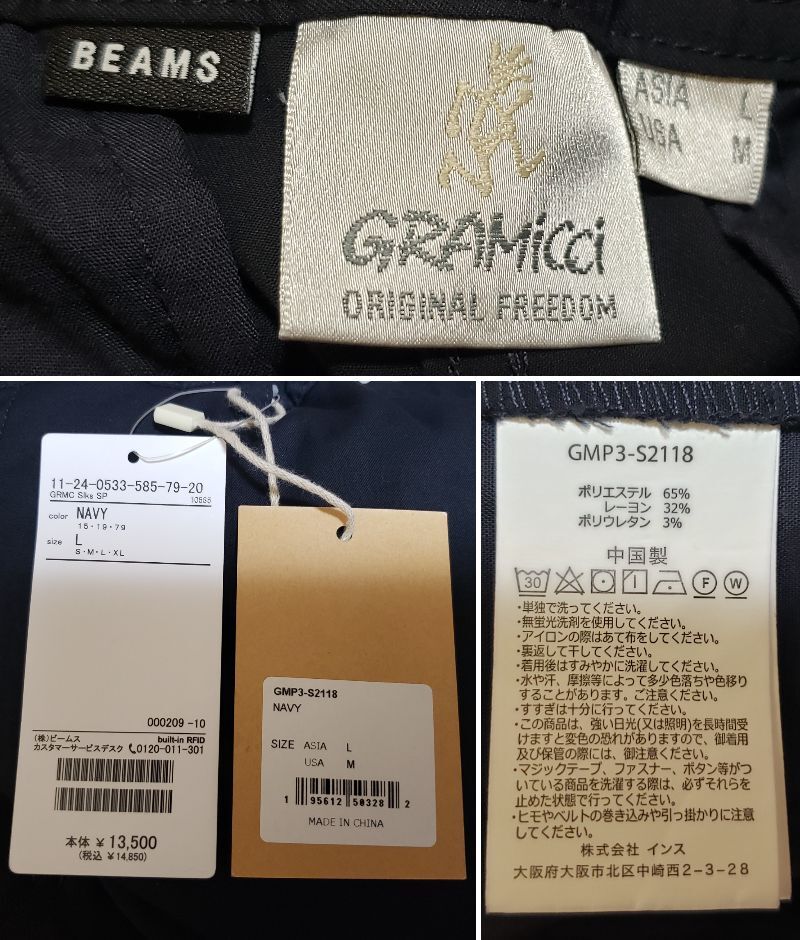 BEAMS
GRAMiCCi
ORIGINAL FREEDOM
ASIA L
USA M
11-24-0533-585-79-20
GRMC Slks SP 10585
color NAVY
15・19・79
size L
S・M・L・XL
000209 -10
(株)ビームス built-in RFID
カスタマーサービスデスク 0120-011-301
本体 ¥ 13,500
(税込 ¥ 14,850)
GMP3-S2118
NAVY
SIZE ASIA L
USA M
1 95612 50328 2
MADE IN CHINA
GMP3-S2118
ポリエステル 65%
レーヨン 32%
ポリウレタン 3%
中国製
30 F W
・単独で洗ってください。
・無蛍光洗剤を使用してください。
・アイロンの際はあて布をしてください。
・裏返して干してください。
・着用後はすみやかに洗濯してください。
・水や汗、摩擦等によって多少色落ちや色移り
することがあります。ご注意ください。
・すすぎは十分に行ってください。
・この商品は、強い日光(又は照明)を長時間受
けますと変色の恐れがありますので、御着用
及び保管の際には、御注意ください。
・マジックテープ、ファスナー、ボタン等がつ
いている商品を洗濯する際は、必ずそれらを
止めた状態で行ってください。
・ヒモやベルトの巻き込みや引っ掛かりに注意
してください。
株式会社 インス
大阪府大阪市北区中崎西2-3-28